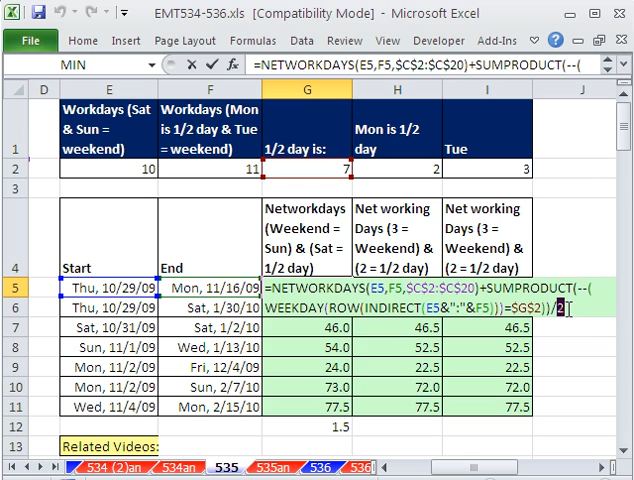 EMT534-536.xls [Compatibility Mode] - Microsoft Excel
File Home Insert Page Layout Formulas Data Review View Developer Add-Ins
MIN fx =NETWORKDAYS(E5,F5,$C$2:$C$20)+SUMPRODUCT(--(
D E F G H I J
1 Workdays (Sat & Sun = weekend) Workdays (Mon is 1/2 day & Tue = weekend) 1/2 day is: Mon is 1/2 day Tue
2 10 11 7 2 3
3
4 Start End Networkdays (Weekend = Sun) & (Sat = 1/2 day) Net working Days (3 = Weekend) & (2 = 1/2 day) Net working Days (3 = Weekend) & (2 = 1/2 day)
5 Thu, 10/29/09 Mon, 11/16/09 =NETWORKDAYS(E5,F5,$C$2:$C$20)+SUMPRODUCT(--(
6 Thu, 10/29/09 Sat, 1/30/10 WEEKDAY(ROW(INDIRECT(E5&":"&F5)))=$G$2))/2
7 Sat, 10/31/09 Sat, 1/2/10 46.0 46.5 46.5
8 Sun, 11/1/09 Wed, 1/13/10 54.0 52.5 52.5
9 Mon, 11/2/09 Fri, 12/4/09 24.0 22.5 22.5
10 Mon, 11/2/09 Sun, 2/7/10 73.0 72.0 72.0
11 Wed, 11/4/09 Mon, 2/15/10 77.5 77.5 77.5
12 1.5
13 Related Videos:
534 (2)an 534an 535 535an 536 536